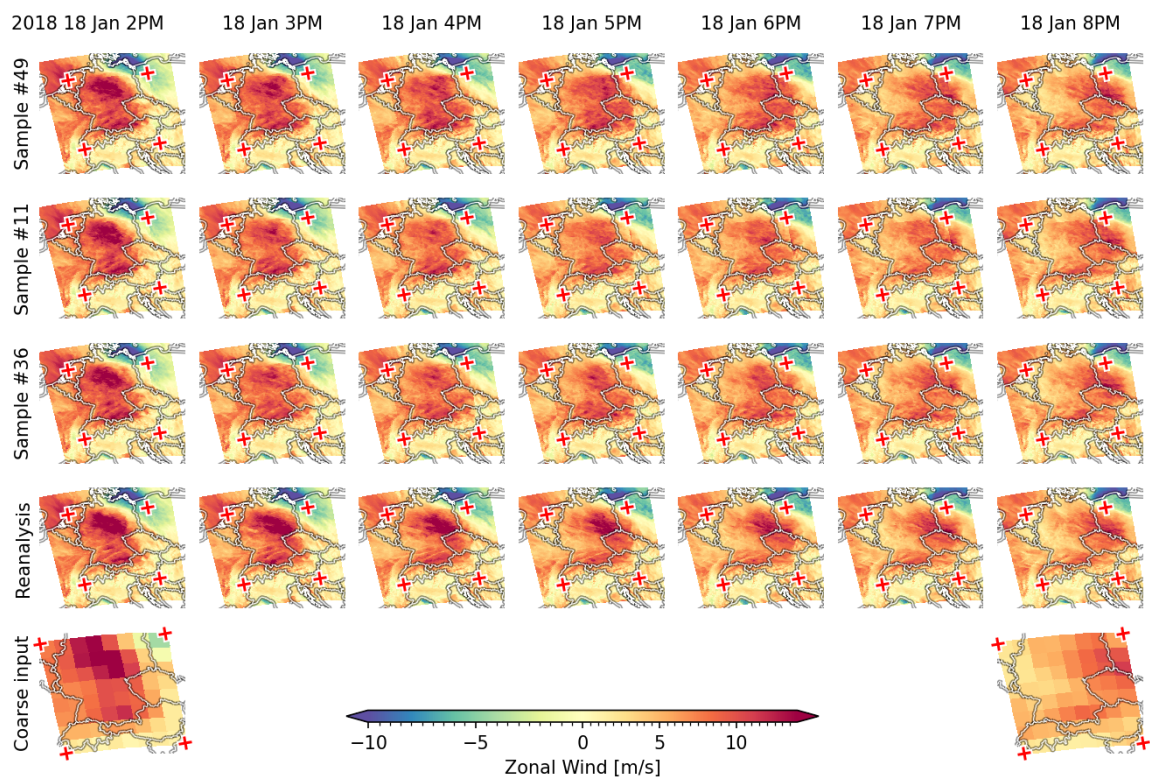 2018 18 Jan 2PM 18 Jan 3PM 18 Jan 4PM 18 Jan 5PM 18 Jan 6PM 18 Jan 7PM 18 Jan 8PM
Sample #49
Sample #11
Sample #36
Reanalysis
Coarse input
−10 −5 0 5 10
Zonal Wind [m/s]